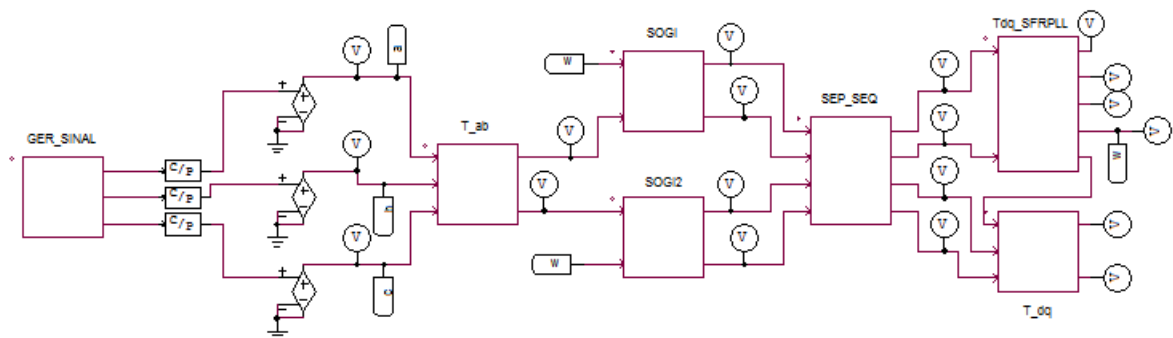 GER_SINAL
C/P
C/P
C/P
V
V
V
a
b
c
T_ab
V
V
SOGI
w
V
V
SOGI2
w
V
V
SEP_SEQ
V
V
V
V
Tdq_SFRPLL
V
V
V
V
W
T_dq
V
V